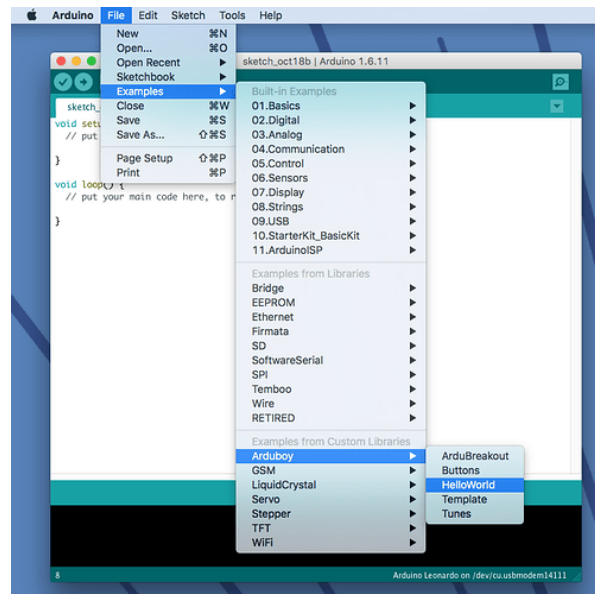 Arduino File Edit Sketch Tools Help
New ⌘N
Open... ⌘O
Open Recent
Sketchbook
Examples
Close ⌘W
Save ⌘S
Save As... ⇧⌘S
Page Setup ⇧⌘P
Print ⌘P
sketch_oct18b | Arduino 1.6.11
sketch_
void setu
// put
}
void loop() {
// put your main code here, to r
}
Built-in Examples
01.Basics
02.Digital
03.Analog
04.Communication
05.Control
06.Sensors
07.Display
08.Strings
09.USB
10.StarterKit_BasicKit
11.ArduinoISP
Examples from Libraries
Bridge
EEPROM
Ethernet
Firmata
SD
SoftwareSerial
SPI
Temboo
Wire
RETIRED
Examples from Custom Libraries
Arduboy
GSM
LiquidCrystal
Servo
Stepper
TFT
WiFi
ArduBreakout
Buttons
HelloWorld
Template
Tunes
8 Arduino Leonardo on /dev/cu.usbmodem14111